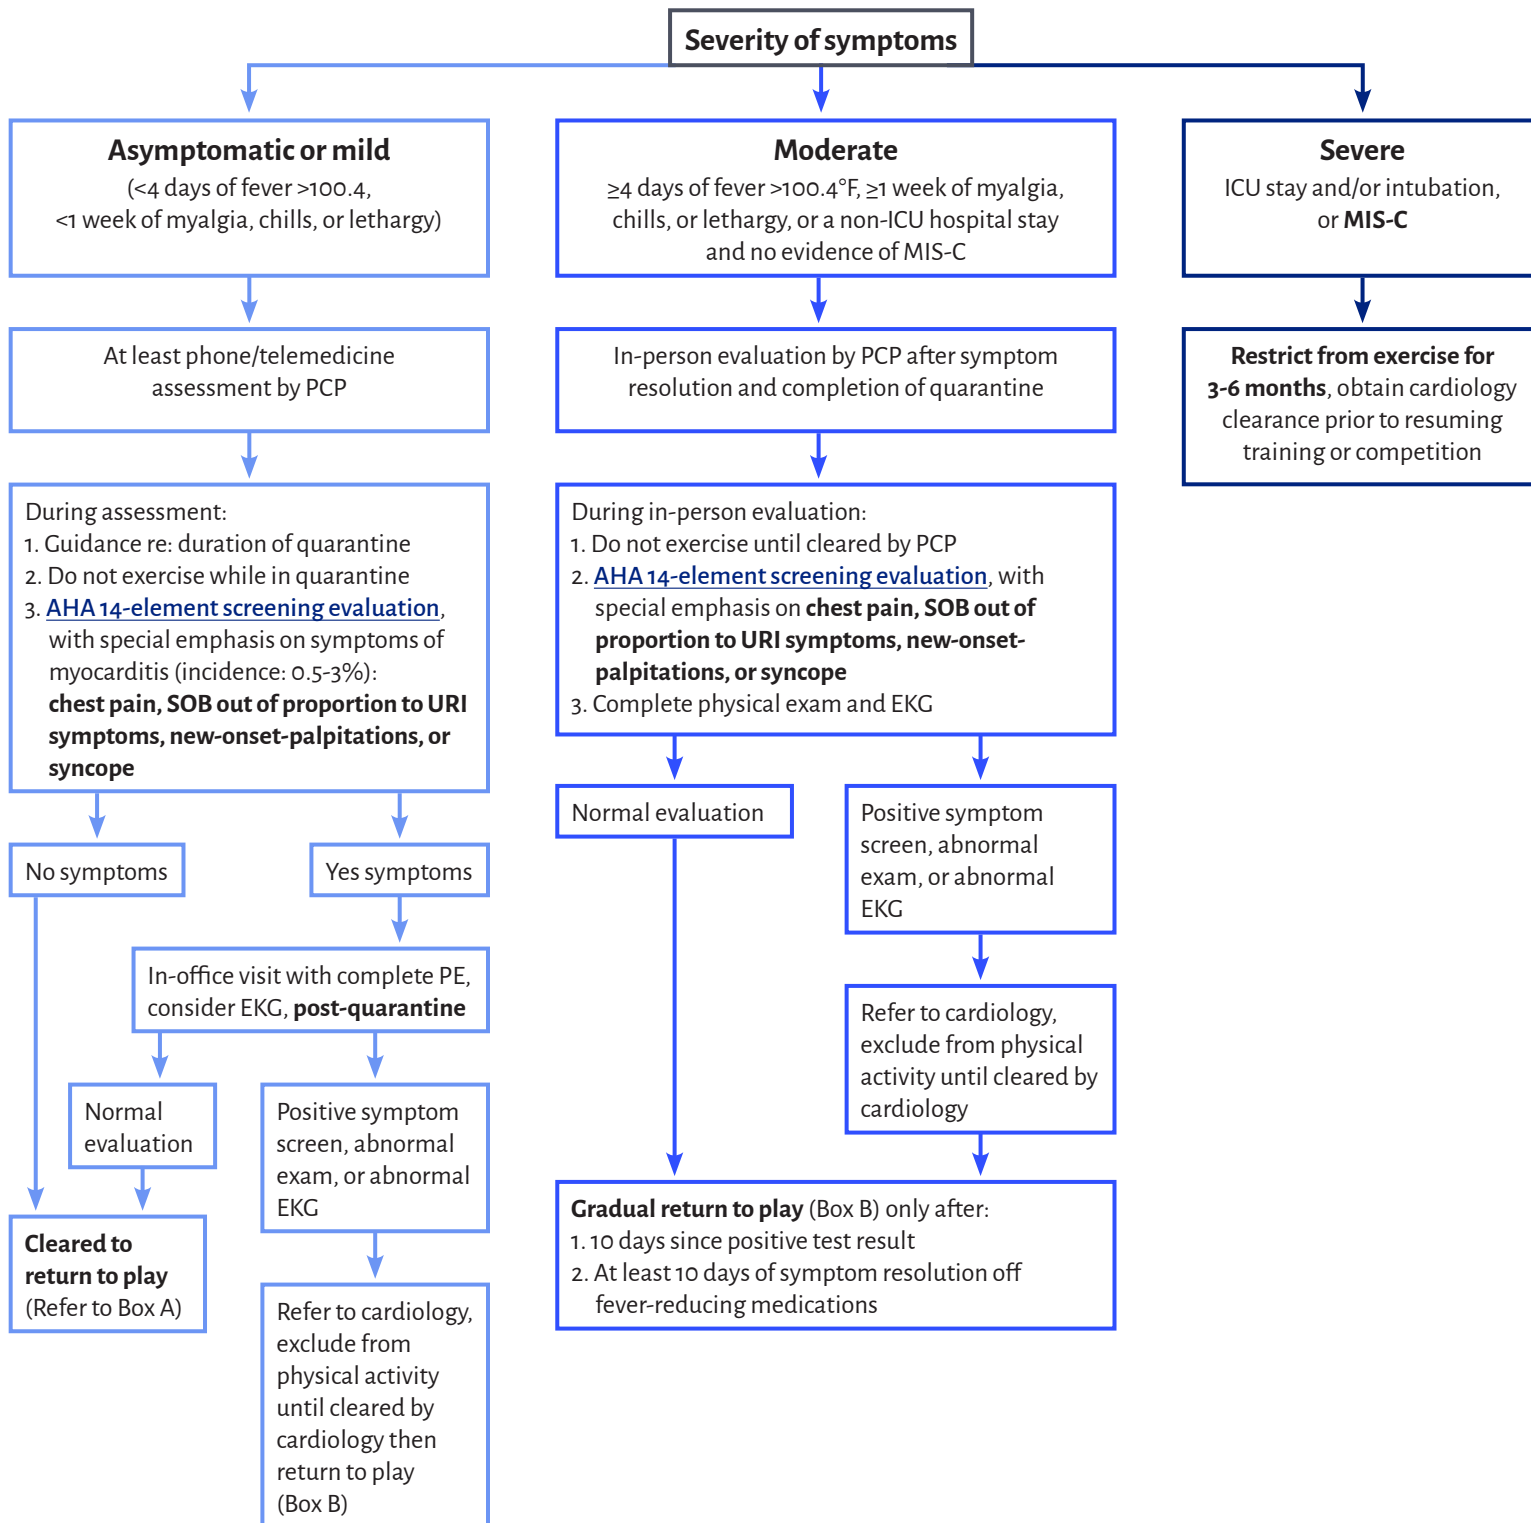 Severity of symptoms
Asymptomatic or mild
(<4 days of fever >100.4,
<1 week of myalgia, chills, or lethargy)
At least phone/telemedicine
assessment by PCP
During assessment:
1. Guidance re: duration of quarantine
2. Do not exercise while in quarantine
3. AHA 14-element screening evaluation,
with special emphasis on symptoms of
myocarditis (incidence: 0.5-3%):
chest pain, SOB out of proportion to URI
symptoms, new-onset-palpitations, or
syncope
No symptoms
Yes symptoms
In-office visit with complete PE,
consider EKG, post-quarantine
Normal
evaluation
Positive symptom
screen, abnormal
exam, or abnormal
EKG
Cleared to
return to play
(Refer to Box A)
Refer to cardiology,
exclude from
physical activity
until cleared by
cardiology then
return to play
(Box B)
Moderate
≥4 days of fever >100.4°F, ≥1 week of myalgia,
chills, or lethargy, or a non-ICU hospital stay
and no evidence of MIS-C
In-person evaluation by PCP after symptom
resolution and completion of quarantine
During in-person evaluation:
1. Do not exercise until cleared by PCP
2. AHA 14-element screening evaluation, with
special emphasis on chest pain, SOB out of
proportion to URI symptoms, new-onset-
palpitations, or syncope
3. Complete physical exam and EKG
Normal evaluation
Positive symptom
screen, abnormal
exam, or abnormal
EKG
Refer to cardiology,
exclude from physical
activity until cleared by
cardiology
Gradual return to play (Box B) only after:
1. 10 days since positive test result
2. At least 10 days of symptom resolution off
fever-reducing medications
Severe
ICU stay and/or intubation,
or MIS-C
Restrict from exercise for
3-6 months, obtain cardiology
clearance prior to resuming
training or competition